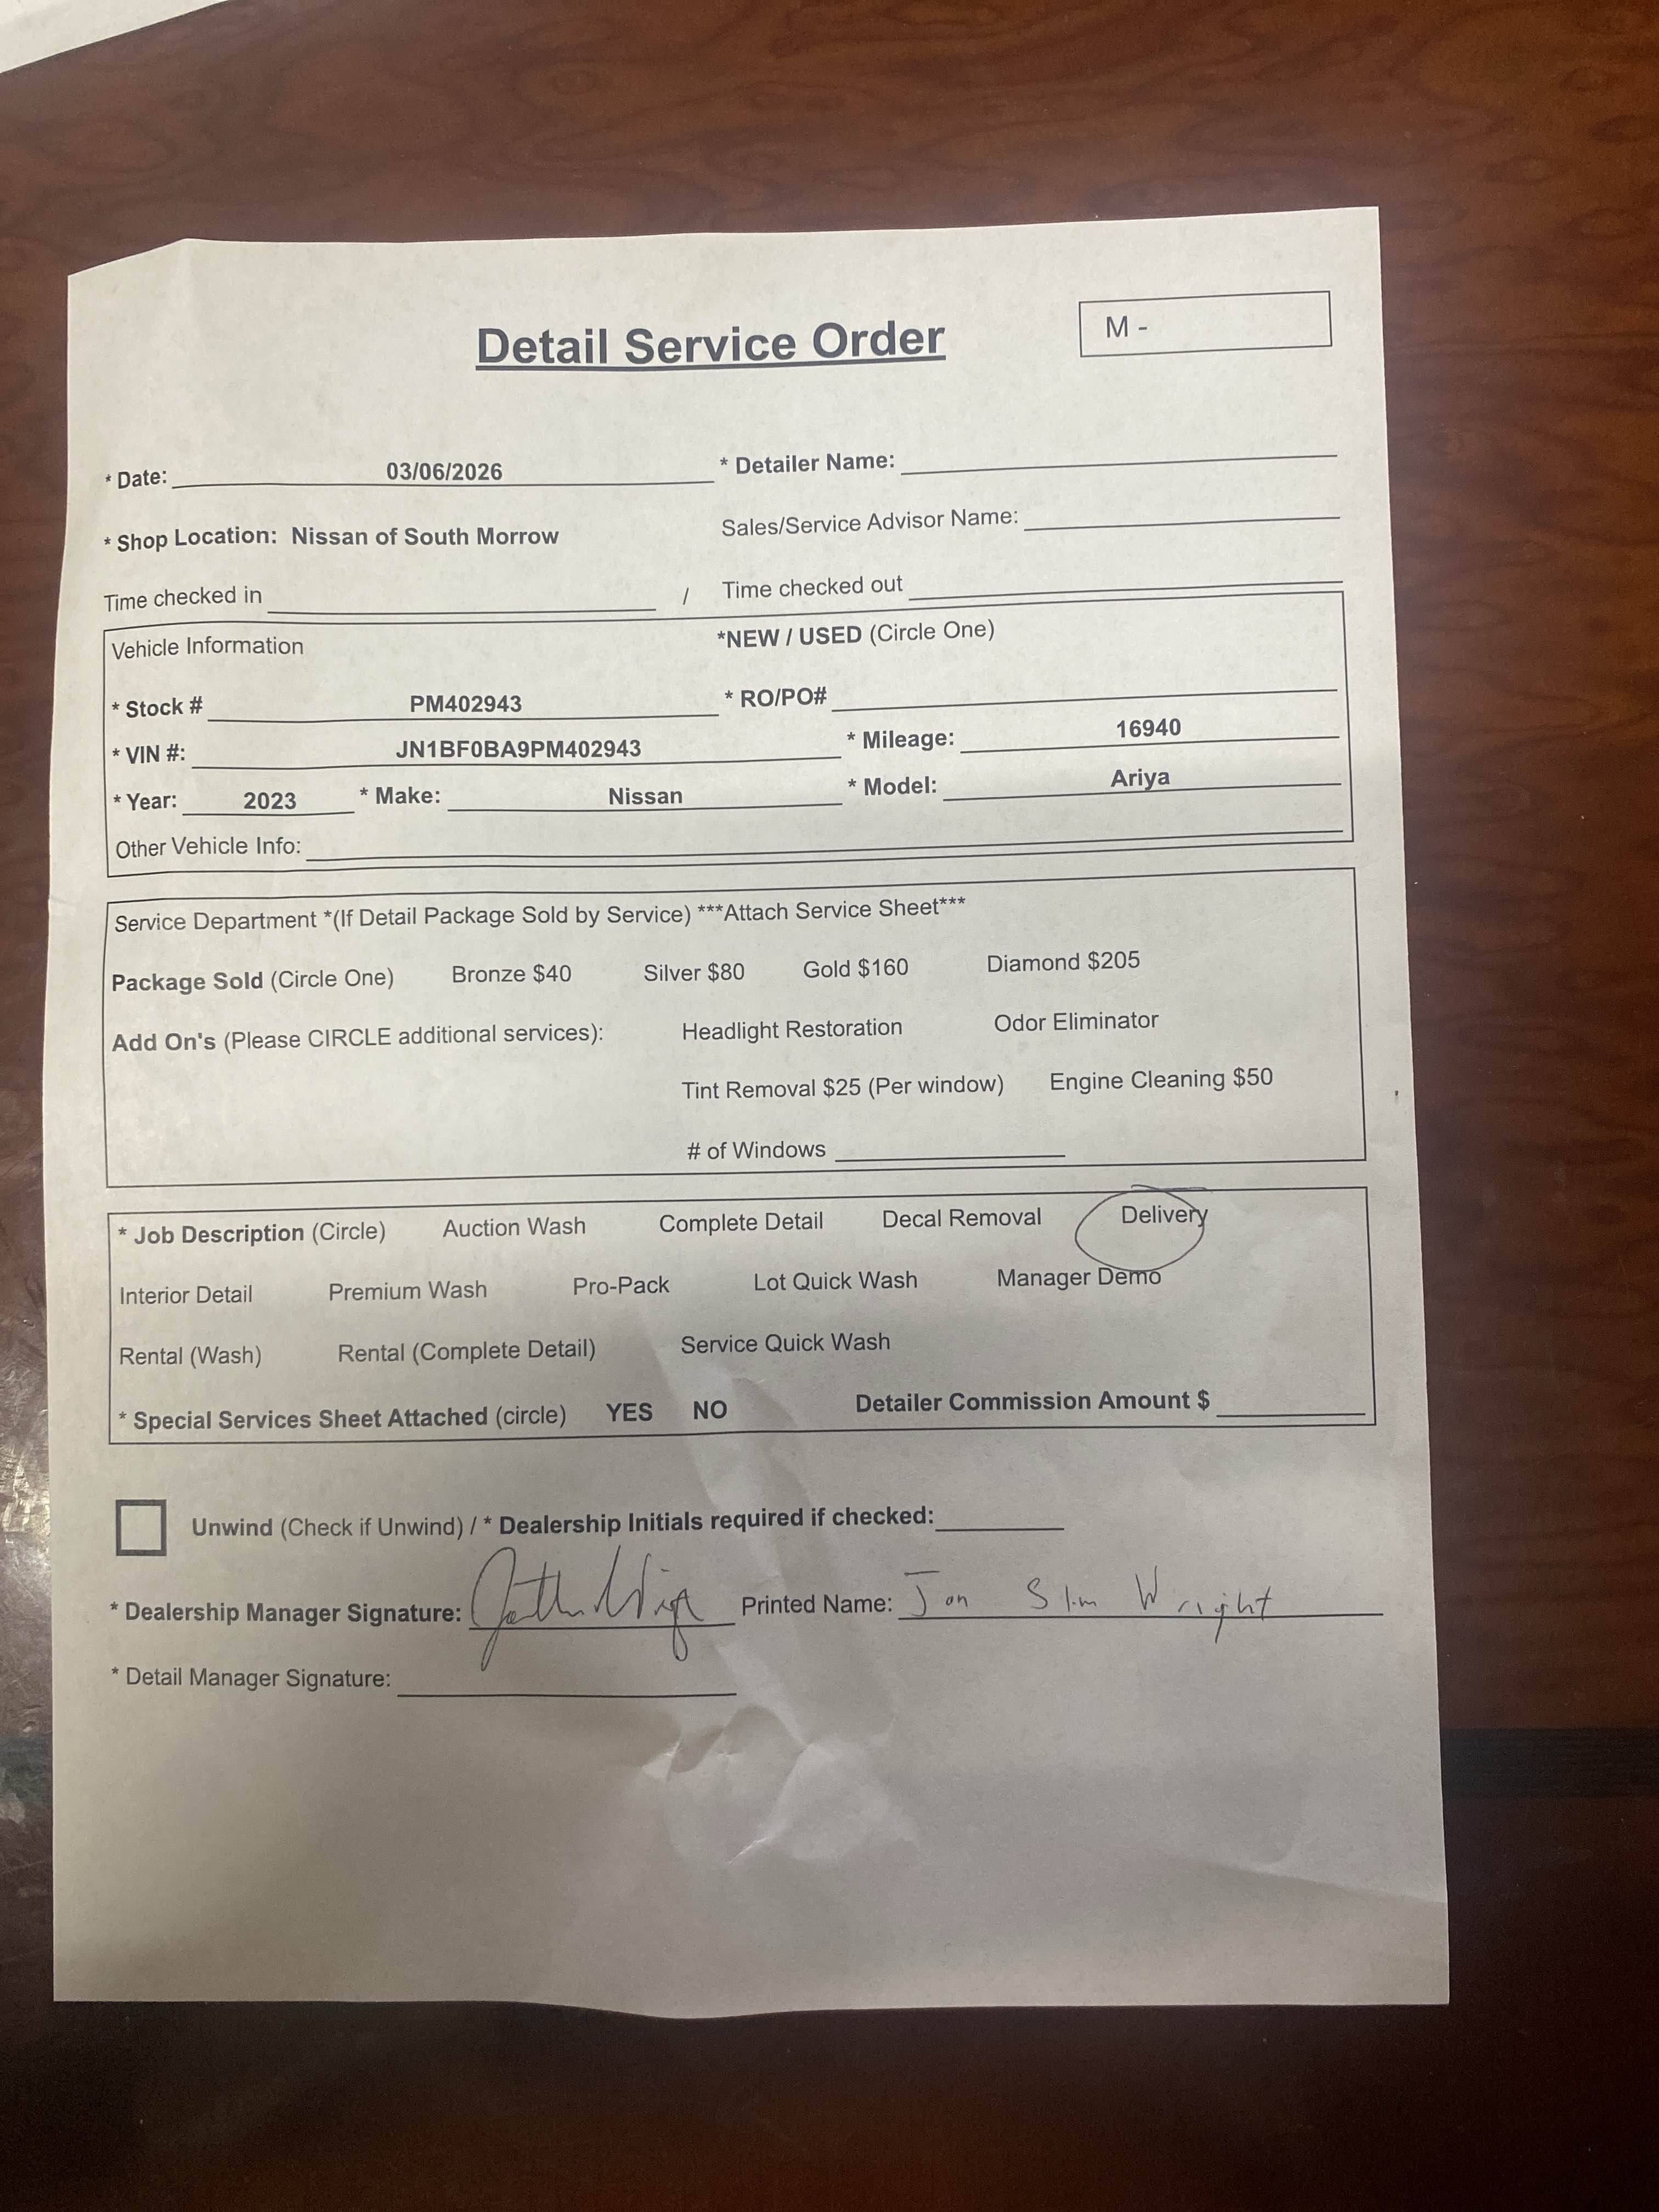 Detail Service Order
M -
* Date: 03/06/2026 * Detailer Name:
* Shop Location: Nissan of South Morrow Sales/Service Advisor Name:
Time checked in / Time checked out
Vehicle Information *NEW / USED (Circle One)
* Stock # PM402943 * RO/PO#
* VIN #: JN1BF0BA9PM402943 * Mileage: 16940
* Year: 2023 * Make: Nissan * Model: Ariya
Other Vehicle Info:
Service Department *(If Detail Package Sold by Service) ***Attach Service Sheet***
Package Sold (Circle One) Bronze $40 Silver $80 Gold $160 Diamond $205
Add On's (Please CIRCLE additional services): Headlight Restoration Odor Eliminator
Tint Removal $25 (Per window) Engine Cleaning $50
# of Windows
* Job Description (Circle) Auction Wash Complete Detail Decal Removal Delivery
Interior Detail Premium Wash Pro-Pack Lot Quick Wash Manager Demo
Rental (Wash) Rental (Complete Detail) Service Quick Wash
* Special Services Sheet Attached (circle) YES NO Detailer Commission Amount $
Unwind (Check if Unwind) / * Dealership Initials required if checked:
* Dealership Manager Signature: Printed Name: Jon Slim Wright
* Detail Manager Signature: